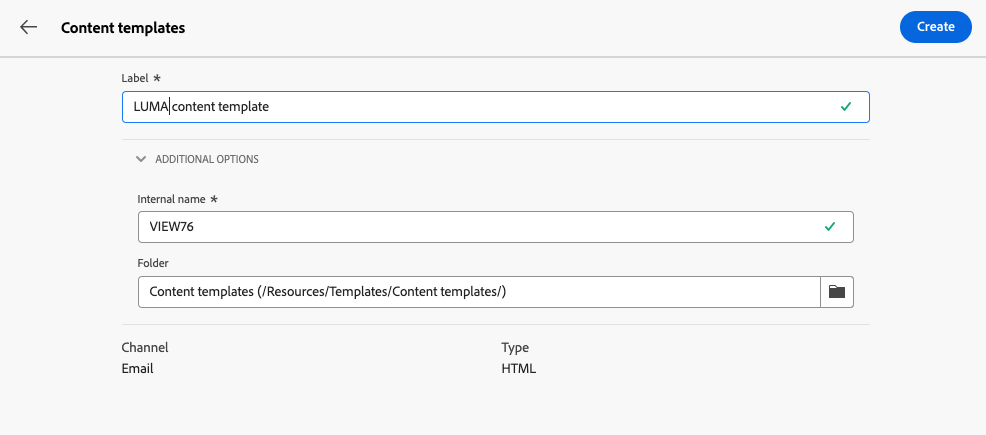 Content templates
Create
Label *
LUMA content template
ADDITIONAL OPTIONS
Internal name *
VIEW76
Folder
Content templates (/Resources/Templates/Content templates/)
Channel
Type
Email
HTML